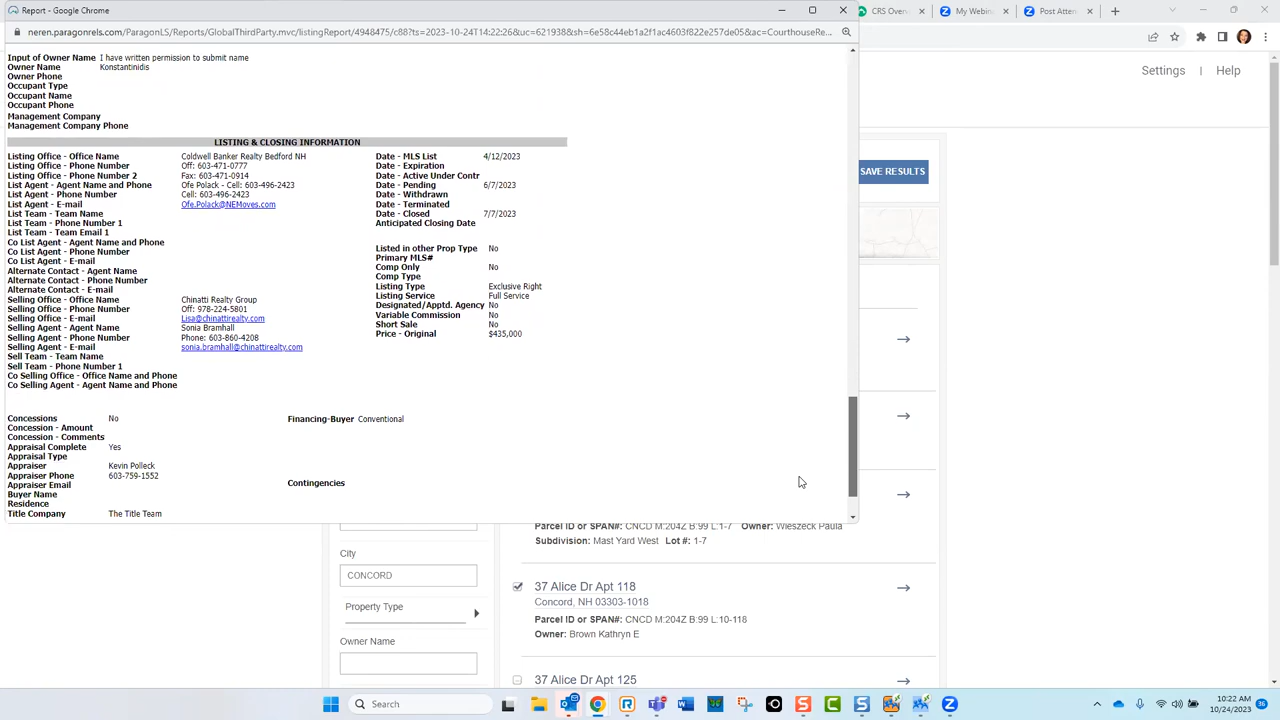 Report - Google Chrome
CRS Overv
My Webina
Post Atten
neren.paragonrels.com/ParagonLS/Reports/GlobalThirdParty.mvc/listingReport/4948475/c88?ts=2023-10-24T14:22:26&uc=621938&sh=6e58c44eb1a1f2ac4603f822e257de05&ac=CourthouseRe...
Settings | Help
Input of Owner Name I have written permission to submit name
Owner Name Konstantinidis
Owner Phone
Occupant Type
Occupant Name
Occupant Phone
Management Company
Management Company Phone
LISTING & CLOSING INFORMATION
Listing Office - Office Name Coldwell Banker Realty Bedford NH
Listing Office - Phone Number Off: 603-471-0777
Listing Office - Phone Number 2 Fax: 603-471-0914
List Agent - Agent Name and Phone Ofe Polack - Cell: 603-496-2423
List Agent - Phone Number Cell: 603-496-2423
List Agent - E-mail Ofe.Polack@NEMoves.com
List Team - Team Name
List Team - Phone Number 1
List Team - Team Email 1
Co List Agent - Agent Name and Phone
Co List Agent - Phone Number
Co List Agent - E-mail
Alternate Contact - Agent Name
Alternate Contact - Phone Number
Alternate Contact - E-mail
Selling Office - Office Name Chinatti Realty Group
Selling Office - Phone Number Off: 978-224-5801
Selling Office - E-mail Lisa@chinattirealty.com
Selling Agent - Agent Name Sonia Bramhall
Selling Agent - Phone Number Phone: 603-860-4208
Selling Agent - E-mail sonia.bramhall@chinattirealty.com
Sell Team - Team Name
Sell Team - Phone Number 1
Co Selling Office - Office Name and Phone
Co Selling Agent - Agent Name and Phone
Date - MLS List 4/12/2023
Date - Expiration
Date - Active Under Contr
Date - Pending 6/7/2023
Date - Withdrawn
Date - Terminated
Date - Closed 7/7/2023
Anticipated Closing Date
Listed in other Prop Type No
Primary MLS#
Comp Only No
Comp Type
Listing Type Exclusive Right
Listing Service Full Service
Designated/Apptd. Agency No
Variable Commission No
Short Sale No
Price - Original $435,000
Concessions No
Concession - Amount
Concession - Comments
Appraisal Complete Yes
Appraisal Type
Appraiser Kevin Polleck
Appraiser Phone 603-759-1552
Appraiser Email
Buyer Name
Residence
Title Company The Title Team
Financing-Buyer Conventional
Contingencies
SAVE RESULTS
City
CONCORD
Property Type
Owner Name
Parcel ID or SPAN#: CNCD M:204Z B:99 L:1-7 Owner: Wieszeck Paula
Subdivision: Mast Yard West Lot #: 1-7
37 Alice Dr Apt 118
Concord, NH 03303-1018
Parcel ID or SPAN#: CNCD M:204Z B:99 L:10-118
Owner: Brown Kathryn E
37 Alice Dr Apt 125
Search
10:22 AM
10/24/2023